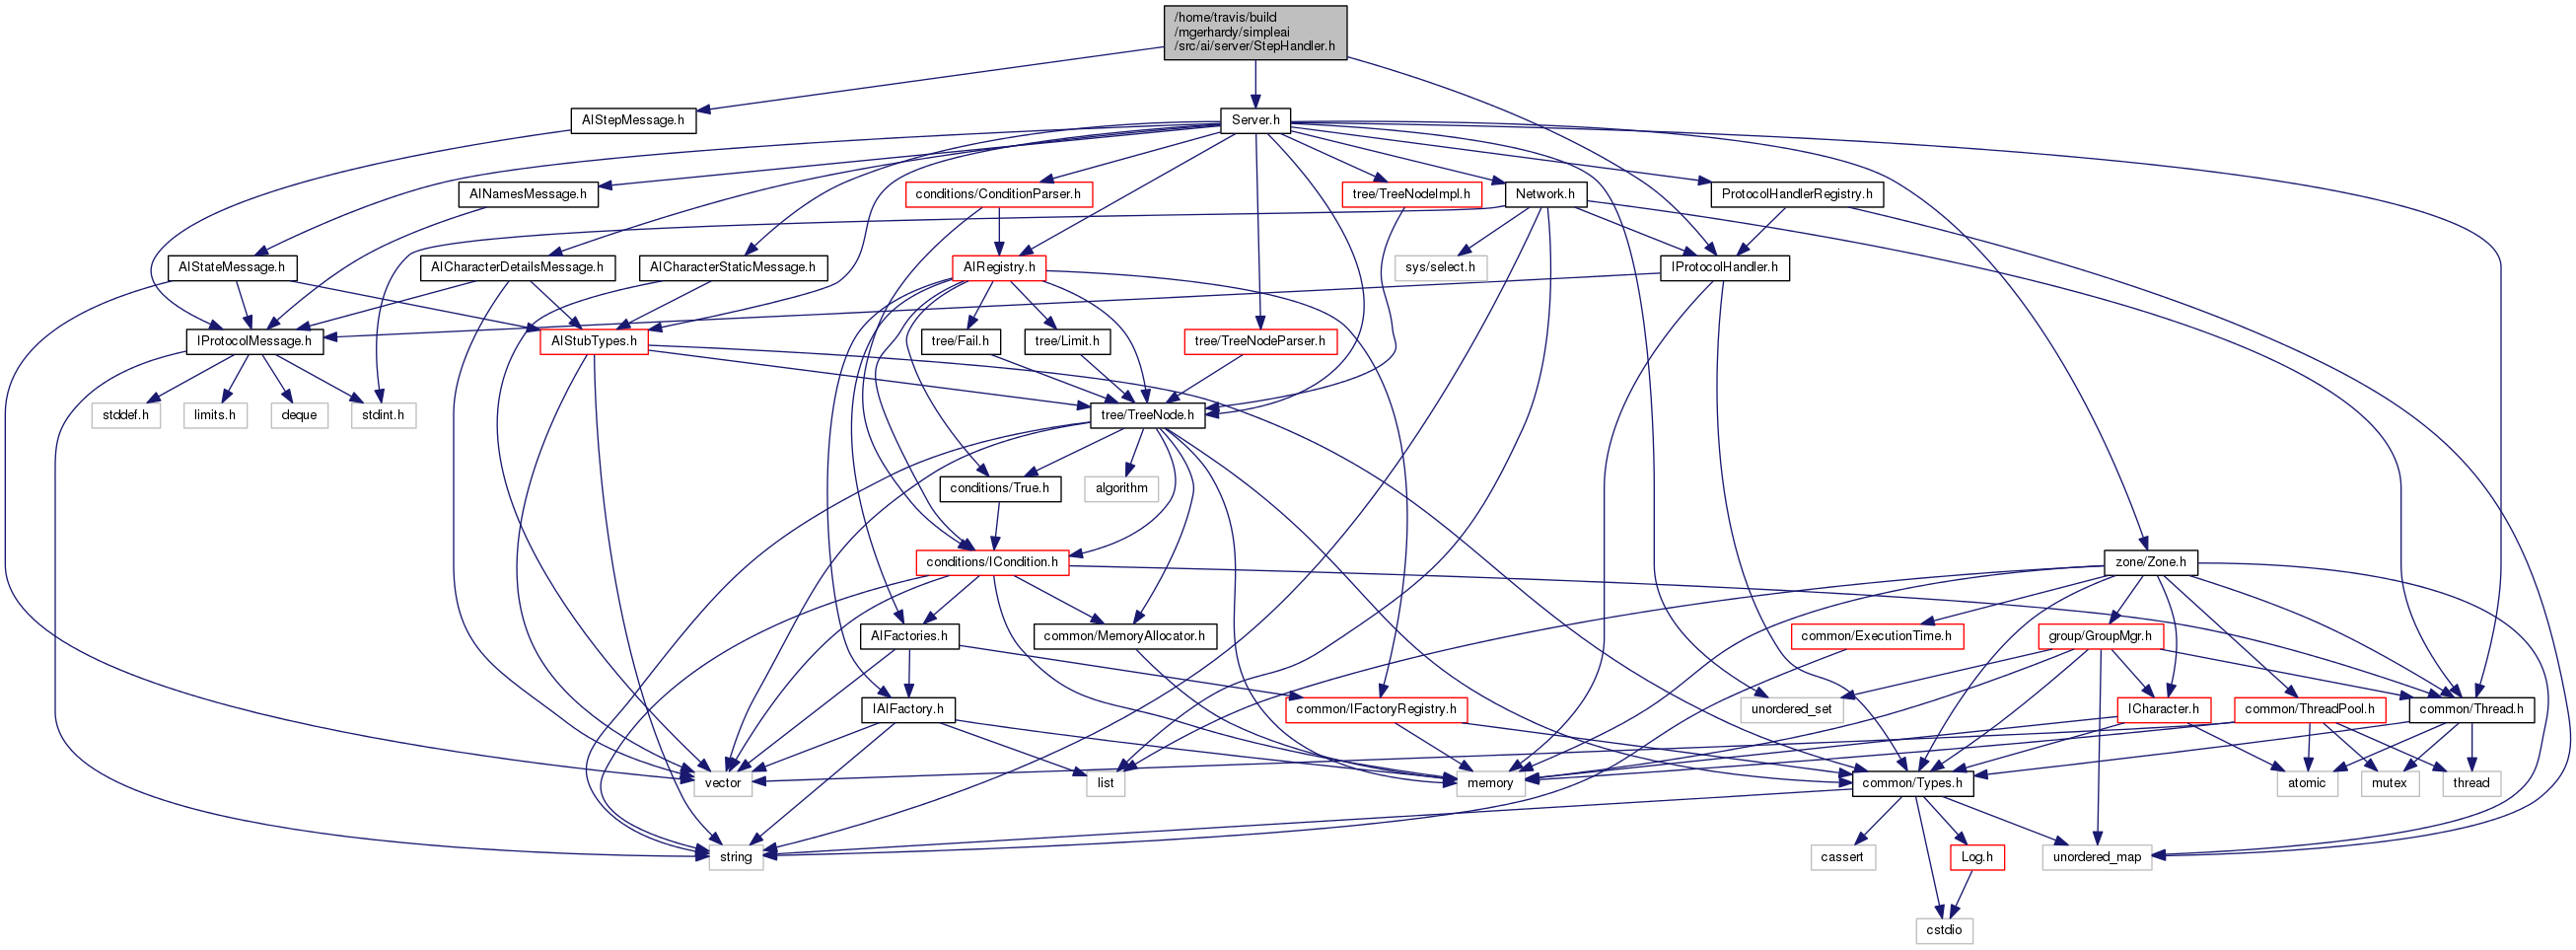 /home/travis/build
/mgerhardy/simpleai
/src/ai/server/StepHandler.h
AIStepMessage.h
Server.h
AINamesMessage.h
conditions/ConditionParser.h
tree/TreeNodeImpl.h
Network.h
ProtocolHandlerRegistry.h
AIStateMessage.h
AICharacterDetailsMessage.h
AICharacterStaticMessage.h
AIRegistry.h
sys/select.h
IProtocolHandler.h
IProtocolMessage.h
AIStubTypes.h
tree/Fail.h
tree/Limit.h
tree/TreeNodeParser.h
stddef.h
limits.h
deque
stdint.h
tree/TreeNode.h
conditions/True.h
algorithm
conditions/ICondition.h
zone/Zone.h
AIFactories.h
common/MemoryAllocator.h
common/ExecutionTime.h
group/GroupMgr.h
IAIFactory.h
common/IFactoryRegistry.h
unordered_set
ICharacter.h
common/ThreadPool.h
common/Thread.h
vector
list
memory
common/Types.h
atomic
mutex
thread
string
cassert
Log.h
unordered_map
cstdio